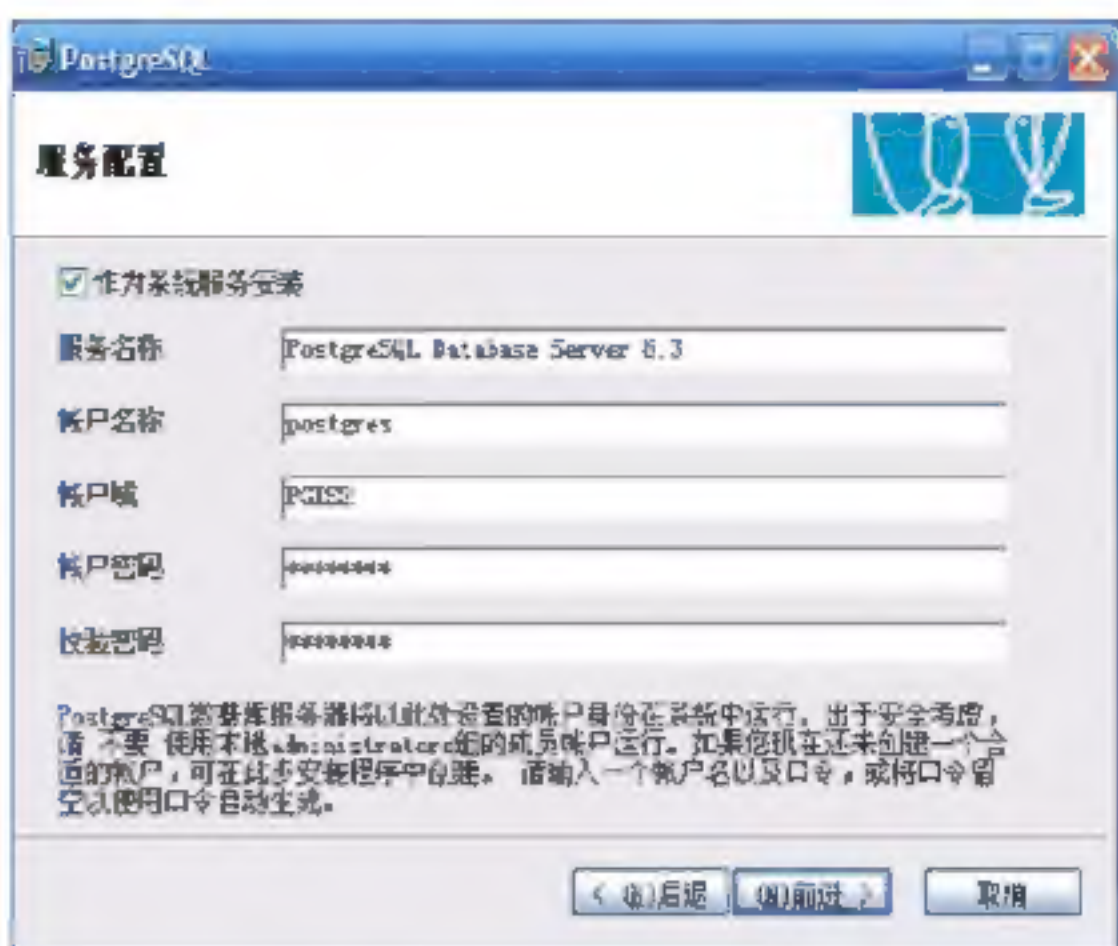 PostgreSQL
服务配置
作为系统服务安装
服务名称 PostgreSQL Database Server 8.3
帐户名称 postgres
帐户域
帐户密码 ********
校验密码 ********
PostgreSQL数据库服务器将以此处设置的帐户身份在系统中运行。出于安全考虑，
请 不要 使用本地administrators组的成员帐户运行。如果您现在还未创建一个合
适的帐户，可在此步安装程序中创建。 请输入一个帐户名以及口令，或将口令留
空以使用口令自动生成。
< (B)后退 (N)前进 > 取消